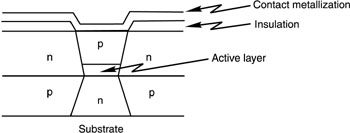 Contact metallization
Insulation
p
n n
Active layer
p n p
Substrate